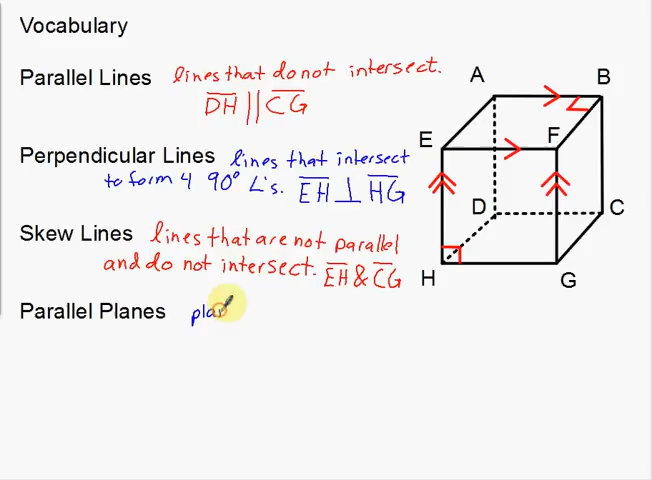 Vocabulary
Parallel Lines lines that do not intersect.
DH || CG
Perpendicular Lines lines that intersect
to form 4 90° L's. EH ⊥ HG
Skew Lines lines that are not parallel
and do not intersect. EH & CG
Parallel Planes pla
A B
E F
D C
H G